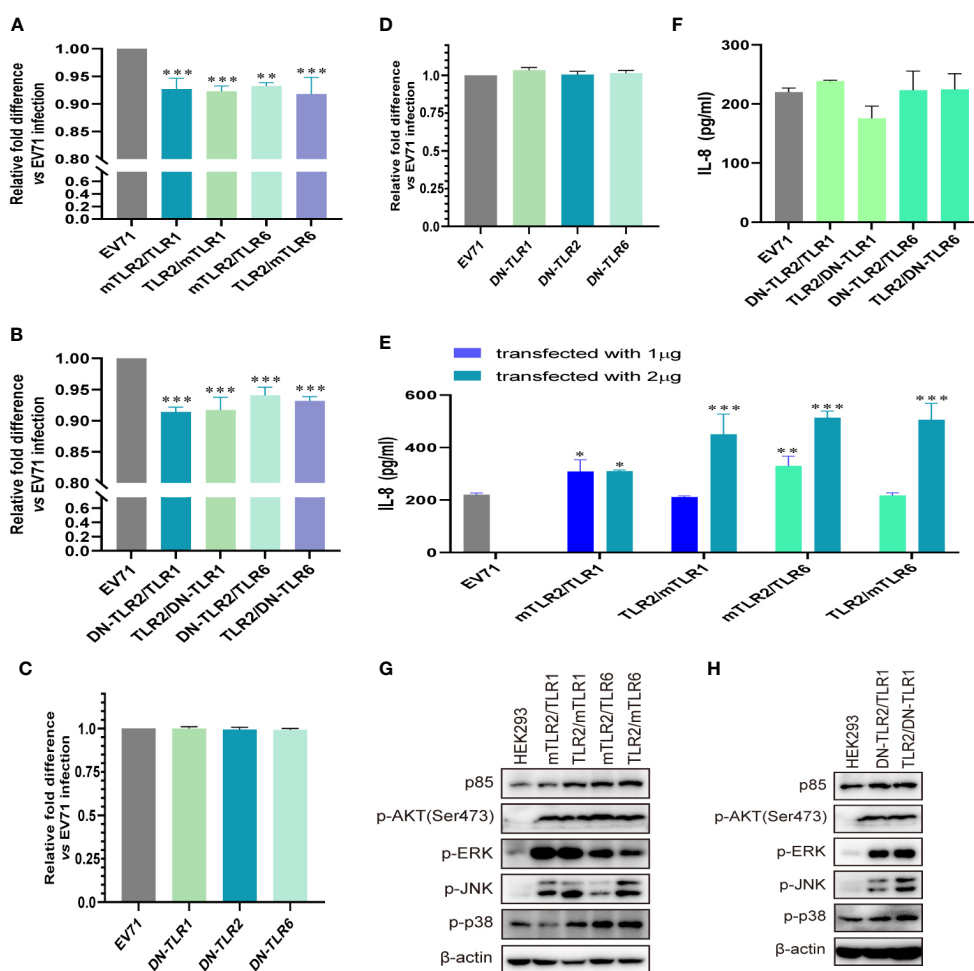 A
Relative fold difference
vs EV71 infection
1.00
0.95
0.90
0.85
0.80
0.6
0.4
0.2
0.0
***
***
**
***
EV71
mTLR2/TLR1
TLR2/mTLR1
mTLR2/TLR6
TLR2/mTLR6
B
Relative fold difference
vs EV71 infection
1.00
0.95
0.90
0.85
0.80
0.6
0.4
0.2
0.0
***
***
***
***
EV71
DN-TLR2/TLR1
TLR2/DN-TLR1
DN-TLR2/TLR6
TLR2/DN-TLR6
C
Relative fold difference
vs EV71 infection
1.0
0.75
0.50
0.25
0.0
EV71
DN-TLR1
DN-TLR2
DN-TLR6
D
Relative fold difference
vs EV71 infection
1.0
0.75
0.50
0.25
0.0
EV71
DN-TLR1
DN-TLR2
DN-TLR6
F
IL-8 (pg/ml)
300
200
100
0
EV71
DN-TLR2/TLR1
TLR2/DN-TLR1
DN-TLR2/TLR6
TLR2/DN-TLR6
E
transfected with 1μg
transfected with 2μg
IL-8 (pg/ml)
600
400
200
0
*
*
***
**
***
***
EV71
mTLR2/TLR1
TLR2/mTLR1
mTLR2/TLR6
TLR2/mTLR6
G
HEK293
mTLR2/TLR1
TLR2/mTLR1
mTLR2/TLR6
TLR2/mTLR6
p85
p-AKT(Ser473)
p-ERK
p-JNK
p-p38
β-actin
H
HEK293
DN-TLR2/TLR1
TLR2/DN-TLR1
p85
p-AKT(Ser473)
p-ERK
p-JNK
p-p38
β-actin